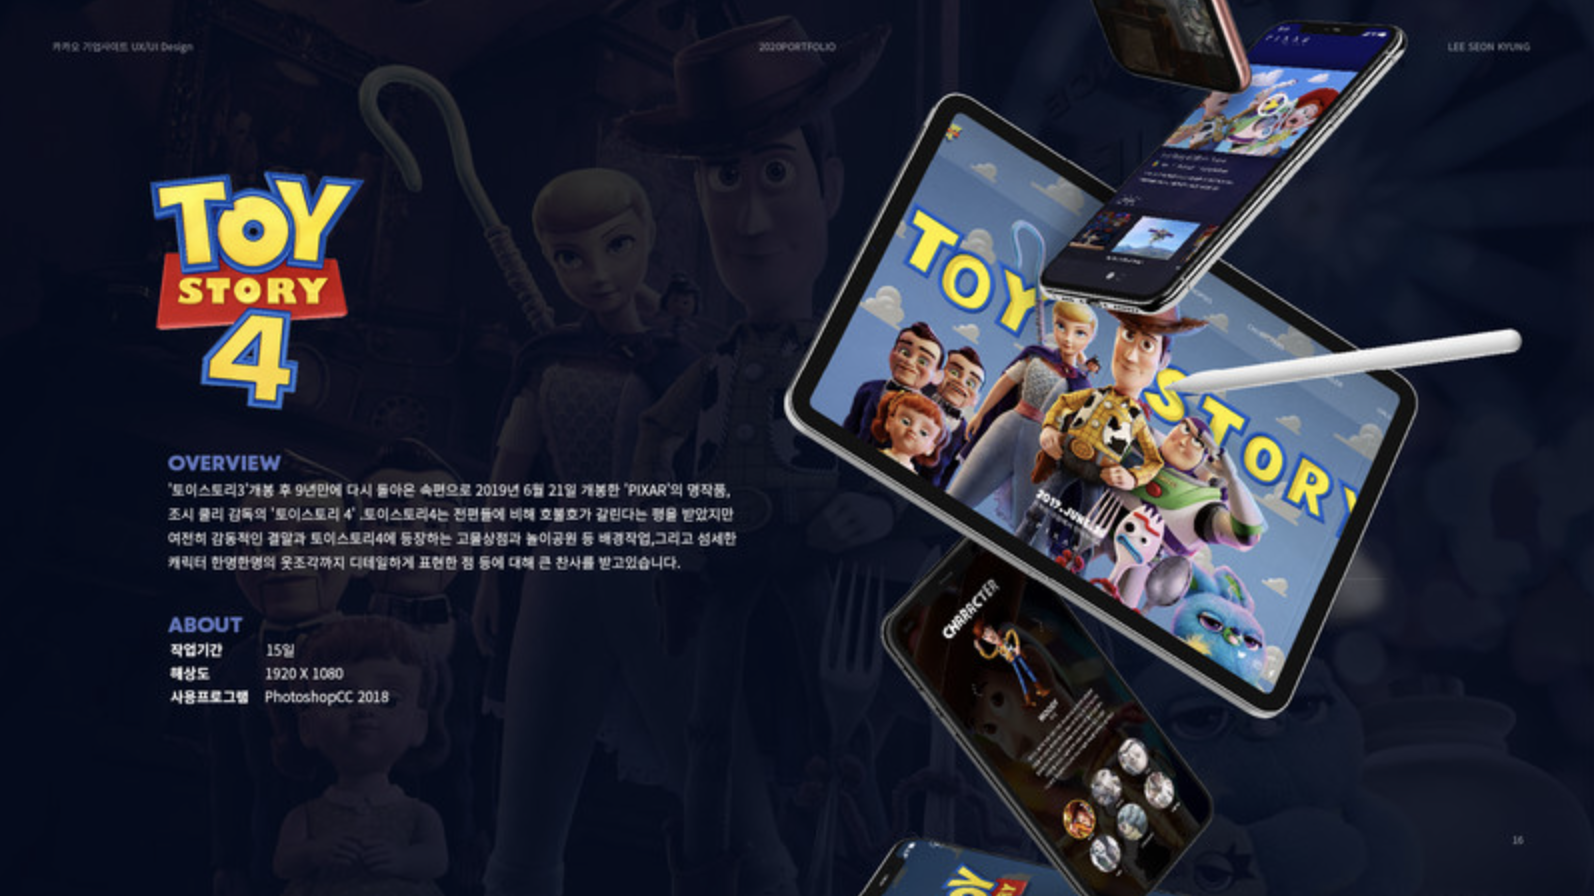 카카오 기업사이트 UX/UI Design
2020PORTFOLIO
LEE SEON KYUNG
TOY
STORY
4
OVERVIEW
'토이스토리3'개봉 후 9년만에 다시 돌아온 속편으로 2019년 6월 21일 개봉한 'PIXAR'의 명작품,
조시 쿨리 감독의 '토이스토리 4' .토이스토리4는 전편들에 비해 호불호가 갈린다는 평을 받았지만
여전히 감동적인 결말과 토이스토리4에 등장하는 고물상점과 놀이공원 등 배경작업,그리고 섬세한
캐릭터 한명한명의 옷조각까지 디테일하게 표현한 점 등에 대해 큰 찬사를 받고있습니다.
ABOUT
작업기간 15일
해상도 1920 X 1080
사용프로그램 PhotoshopCC 2018
TOY
STORY
CHARACTER
WOODY
16